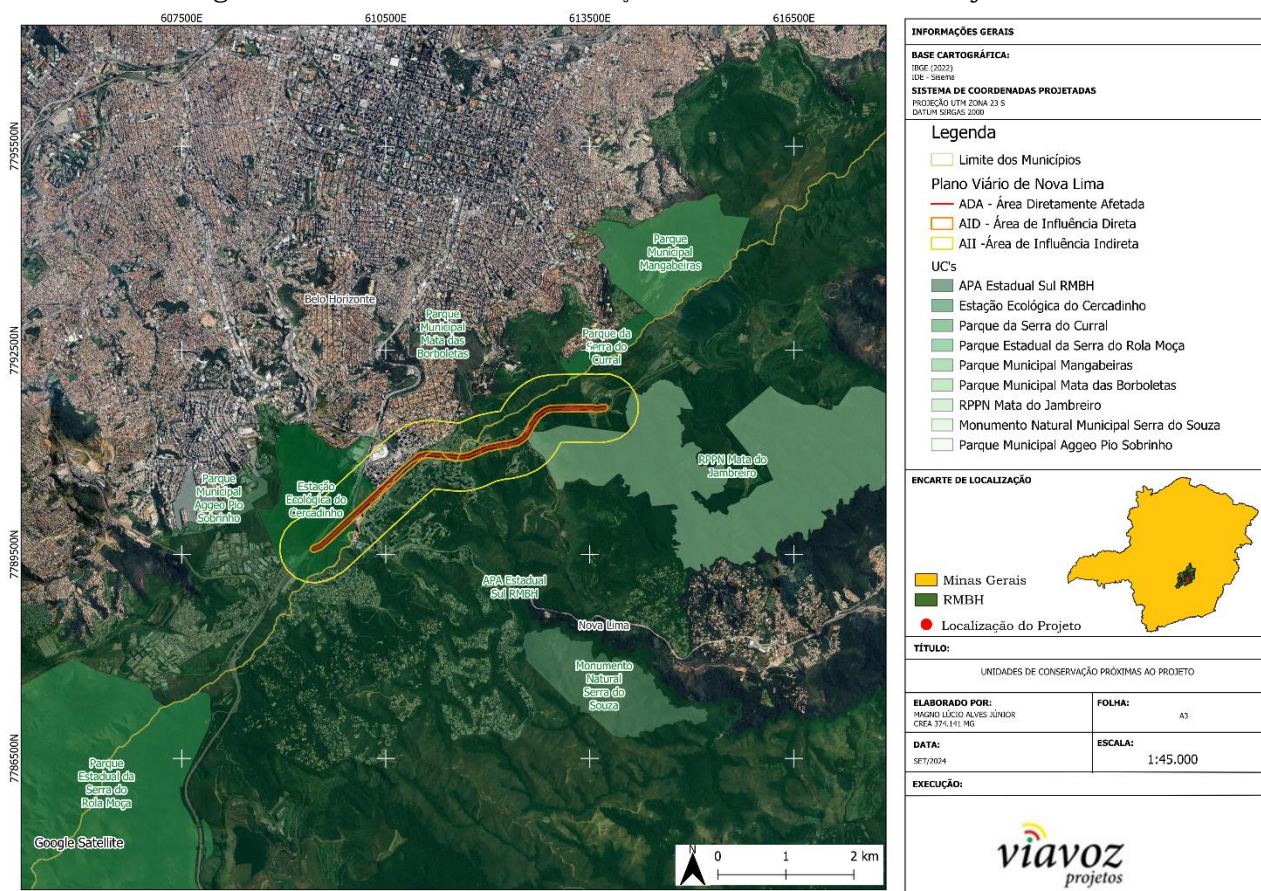 607500E 610500E 613500E 616500E
7795500N
7792500N
7789500N
7786500N
Parque
Municipal
Mangabeiras
Belo Horizonte
Parque
Municipal
Mata das
Borboletas
Parque da
Serra do
Curral
RPPN Mata do
Jambreiro
Parque
Municipal
Aggeo Pio
Sobrinho
Estação
Ecológica do
Cercadinho
APA Estadual
Sul RMBH
Nova Lima
Monumento
Natural
Serra do
Souza
Parque
Estadual da
Serra do
Rola Moça
Google Satellite
N
0 1 2 km
INFORMAÇÕES GERAIS
BASE CARTOGRÁFICA:
IBGE (2022)
IDE - Sisema
SISTEMA DE COORDENADAS PROJETADAS
PROJEÇÃO UTM ZONA 23 S
DATUM SIRGAS 2000
Legenda
Limite dos Municípios
Plano Viário de Nova Lima
ADA - Área Diretamente Afetada
AID - Área de Influência Direta
AII -Área de Influência Indireta
UC's
APA Estadual Sul RMBH
Estação Ecológica do Cercadinho
Parque da Serra do Curral
Parque Estadual da Serra do Rola Moça
Parque Municipal Mangabeiras
Parque Municipal Mata das Borboletas
RPPN Mata do Jambreiro
Monumento Natural Municipal Serra do Souza
Parque Municipal Aggeo Pio Sobrinho
ENCARTE DE LOCALIZAÇÃO
Minas Gerais
RMBH
Localização do Projeto
TÍTULO:
UNIDADES DE CONSERVAÇÃO PRÓXIMAS AO PROJETO
ELABORADO POR:
MAGNO LÚCIO ALVES JÚNIOR
CREA 374.141 MG
FOLHA:
A3
DATA:
SET/2024
ESCALA:
1:45.000
EXECUÇÃO:
viavoz
projetos